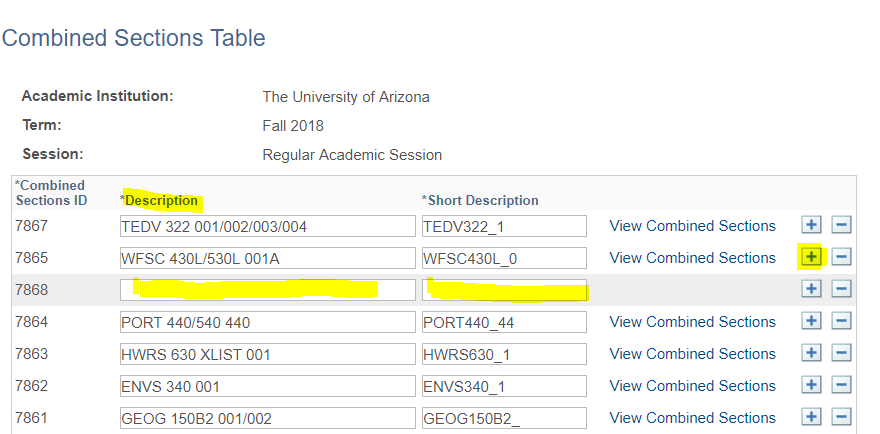 Combined Sections Table
Academic Institution: The University of Arizona
Term: Fall 2018
Session: Regular Academic Session
*Combined Sections ID *Description *Short Description
7867 TEDV 322 001/002/003/004 TEDV322_1 View Combined Sections + −
7865 WFSC 430L/530L 001A WFSC430L_0 View Combined Sections + −
7868 + −
7864 PORT 440/540 440 PORT440_44 View Combined Sections + −
7863 HWRS 630 XLIST 001 HWRS630_1 View Combined Sections + −
7862 ENVS 340 001 ENVS340_1 View Combined Sections + −
7861 GEOG 150B2 001/002 GEOG150B2_ View Combined Sections + −